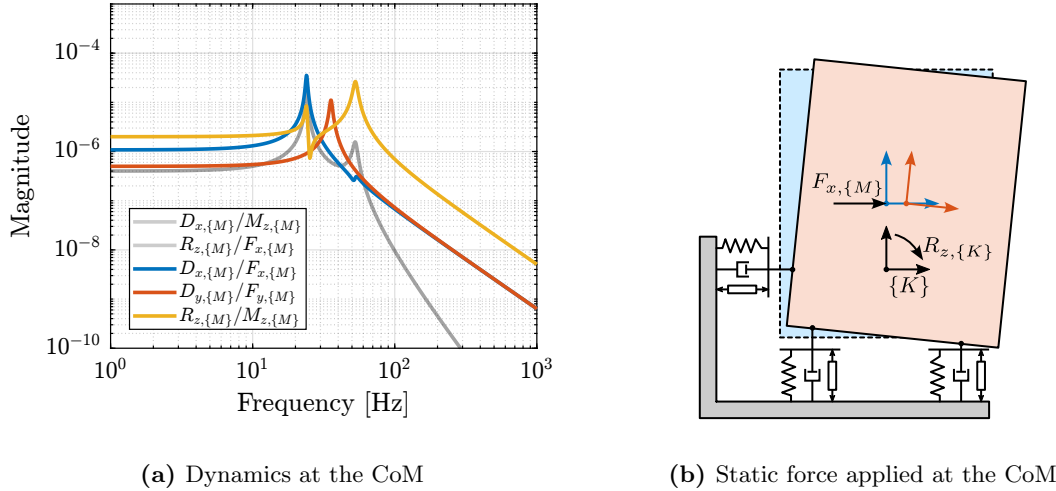 Magnitude
10^{-4}
10^{-6}
10^{-8}
10^{-10}
D_{x,\{M\}}/M_{z,\{M\}}
R_{z,\{M\}}/F_{x,\{M\}}
D_{x,\{M\}}/F_{x,\{M\}}
D_{y,\{M\}}/F_{y,\{M\}}
R_{z,\{M\}}/M_{z,\{M\}}
10^0 10^1 10^2 10^3
Frequency [Hz]
(a) Dynamics at the CoM
F_{x,\{M\}}
R_{z,\{K\}}
\{K\}
(b) Static force applied at the CoM